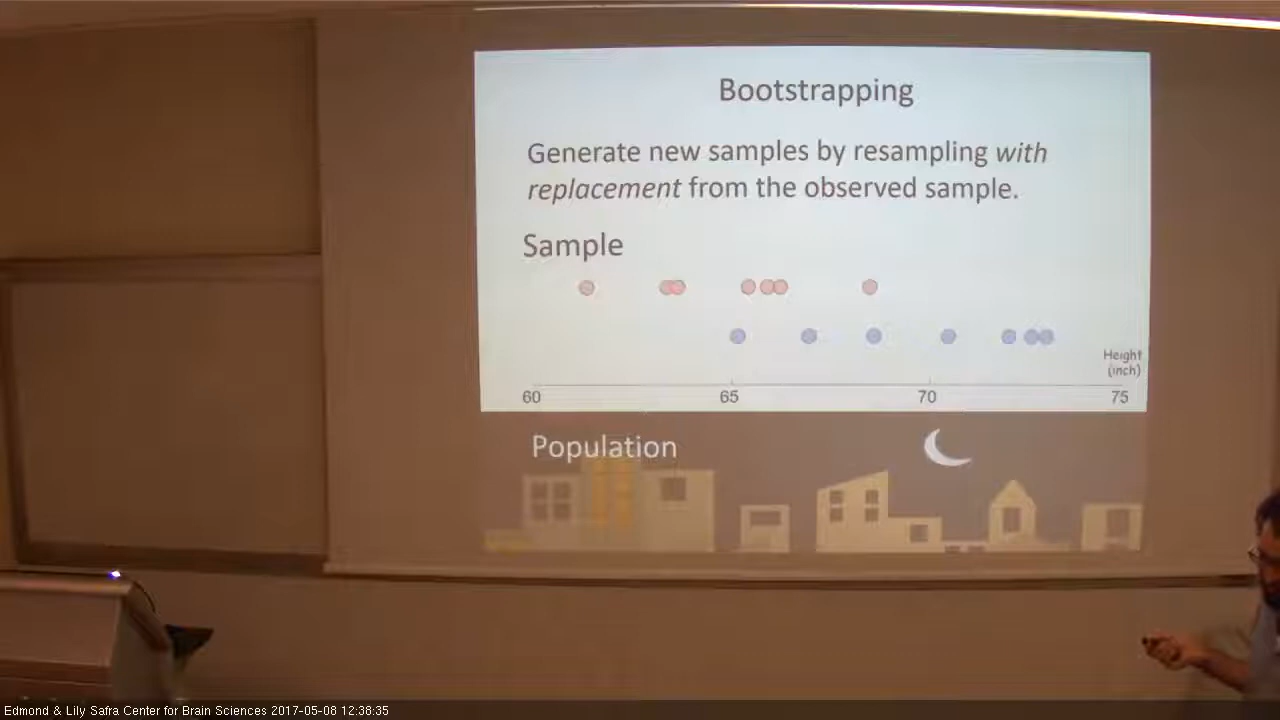 Bootstrapping
Generate new samples by resampling with
replacement from the observed sample.
Sample
Height
(inch)
60 65 70 75
Population
Edmond & Lily Safra Center for Brain Sciences 2017-05-08 12:38:35